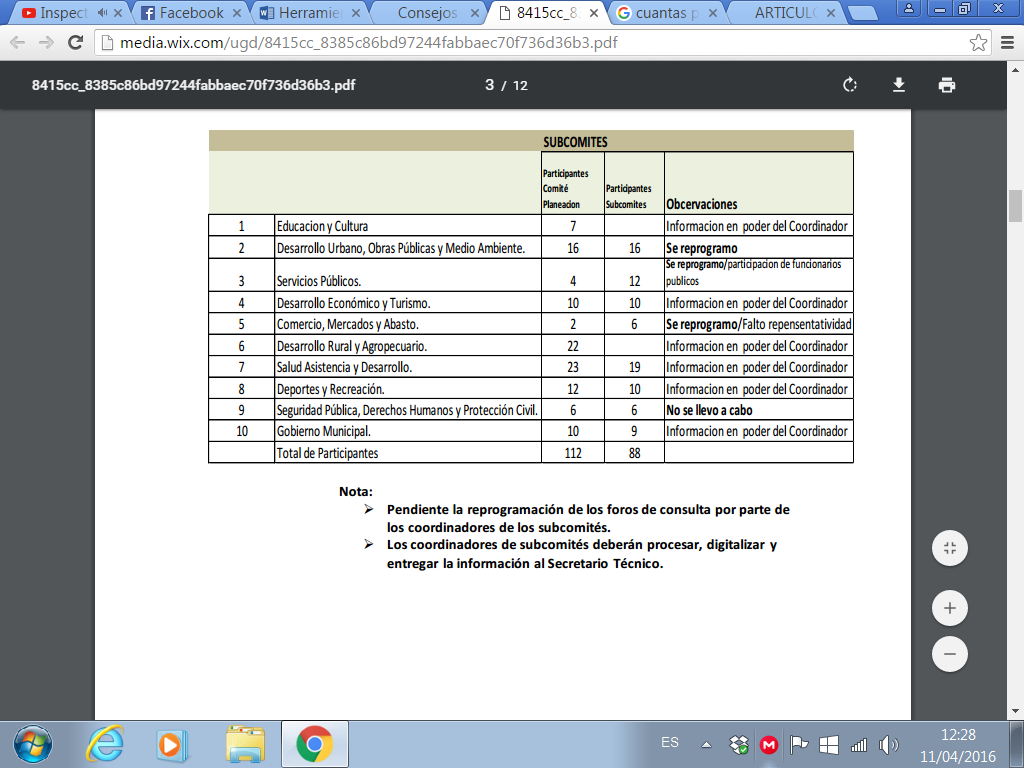 Inspect
Facebook
Herramie
Consejos
8415cc_8
cuantas p
ARTICULO
media.wix.com/ugd/8415cc_8385c86bd97244fabbaec70f736d36b3.pdf
8415cc_8385c86bd97244fabbaec70f736d36b3.pdf 3 / 12
SUBCOMITES
Participantes Comité Planeacion Participantes Subcomites Obcervaciones
1 Educacion y Cultura 7 Informacion en poder del Coordinador
2 Desarrollo Urbano, Obras Públicas y Medio Ambiente. 16 16 Se reprogramo
3 Servicios Públicos. 4 12 Se reprogramo/participacion de funcionarios publicos
4 Desarrollo Económico y Turismo. 10 10 Informacion en poder del Coordinador
5 Comercio, Mercados y Abasto. 2 6 Se reprogramo/Falto repensentatividad
6 Desarrollo Rural y Agropecuario. 22 Informacion en poder del Coordinador
7 Salud Asistencia y Desarrollo. 23 19 Informacion en poder del Coordinador
8 Deportes y Recreación. 12 10 Informacion en poder del Coordinador
9 Seguridad Pública, Derechos Humanos y Protección Civil. 6 6 No se llevo a cabo
10 Gobierno Municipal. 10 9 Informacion en poder del Coordinador
Total de Participantes 112 88
Nota:
➢ Pendiente la reprogramación de los foros de consulta por parte de
los coordinadores de los subcomités.
➢ Los coordinadores de subcomités deberán procesar, digitalizar y
entregar la información al Secretario Técnico.
ES
12:28
11/04/2016